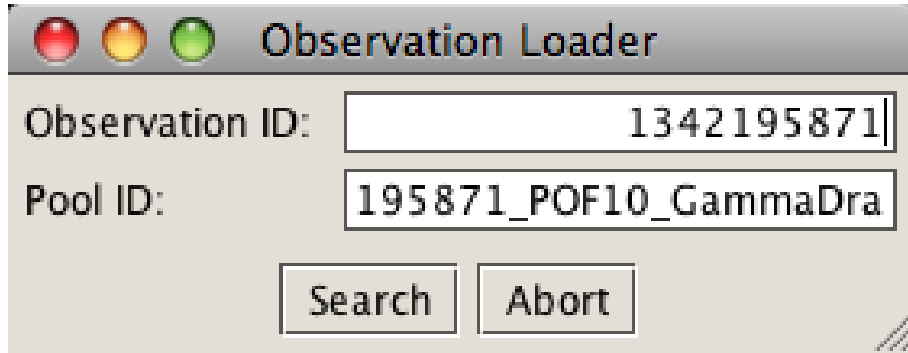 Observation Loader
Observation ID: 1342195871
Pool ID: 195871_POF10_GammaDra
Search Abort